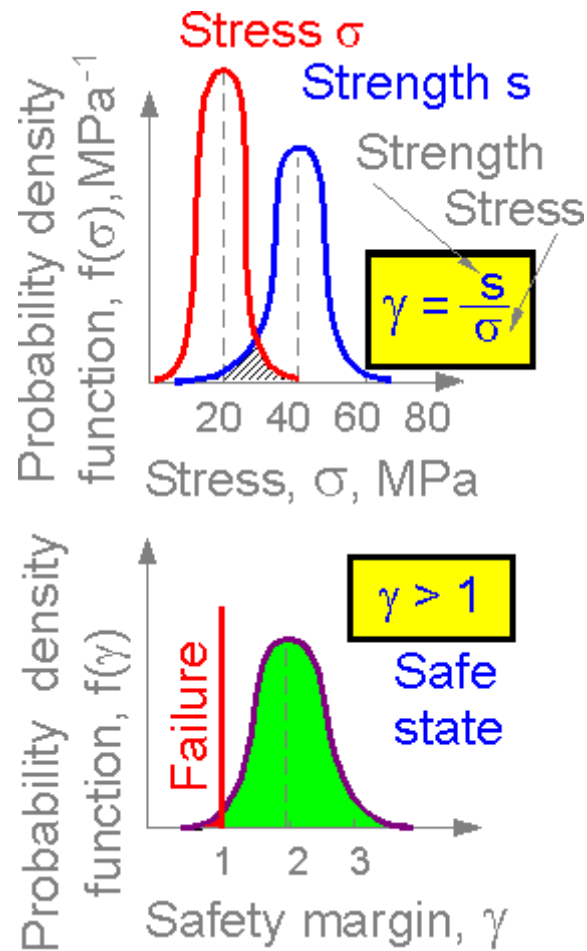 Stress σ
Strength s
Strength
Stress
γ = s/σ
Probability density
function, f(σ), MPa⁻¹
20 40 60 80
Stress, σ, MPa
γ > 1
Safe
state
Failure
Probability density
function, f(γ)
1 2 3
Safety margin, γ